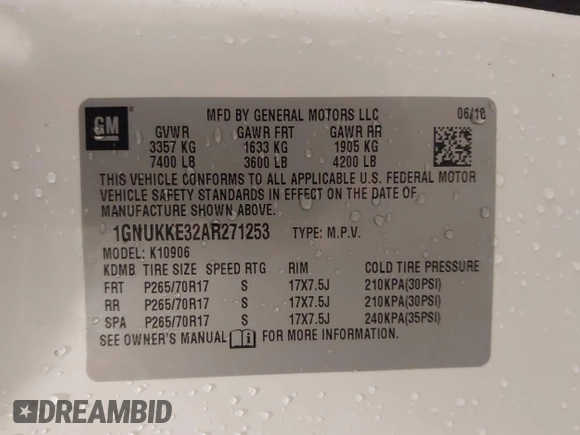 GM
MFD BY GENERAL MOTORS LLC 06/10
GVWR GAWR FRT GAWR RR
3357 KG 1633 KG 1905 KG
7400 LB 3600 LB 4200 LB
THIS VEHICLE CONFORMS TO ALL APPLICABLE U.S. FEDERAL MOTOR
VEHICLE SAFETY STANDARDS IN EFFECT ON THE DATE OF
MANUFACTURE SHOWN ABOVE.
1GNUKKE32AR271253 TYPE: M.P.V.
MODEL: K10906
KDMB TIRE SIZE SPEED RTG RIM COLD TIRE PRESSURE
FRT P265/70R17 S 17X7.5J 210KPA(30PSI)
RR P265/70R17 S 17X7.5J 210KPA(30PSI)
SPA P265/70R17 S 17X7.5J 240KPA(35PSI)
SEE OWNER'S MANUAL FOR MORE INFORMATION.
DREAMBID